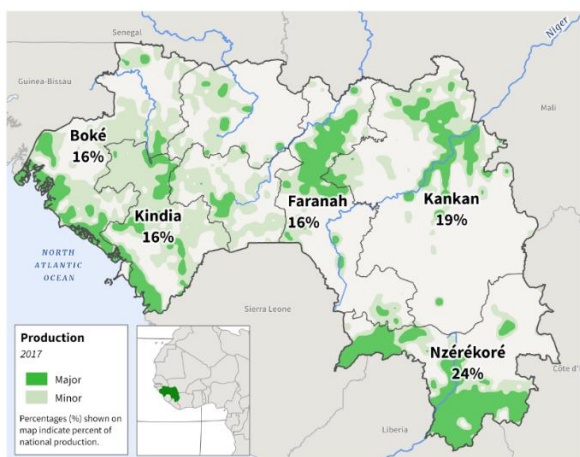 Senegal
Niger
Guinea-Bissau
Mali
Boké
16%
Kindia
16%
Faranah
16%
Kankan
19%
NORTH
ATLANTIC
OCEAN
Sierra Leone
Nzérékoré
24%
Liberia
Côte d'I
Production
2017
Major
Minor
Percentages (%) shown on
map indicate percent of
national production.